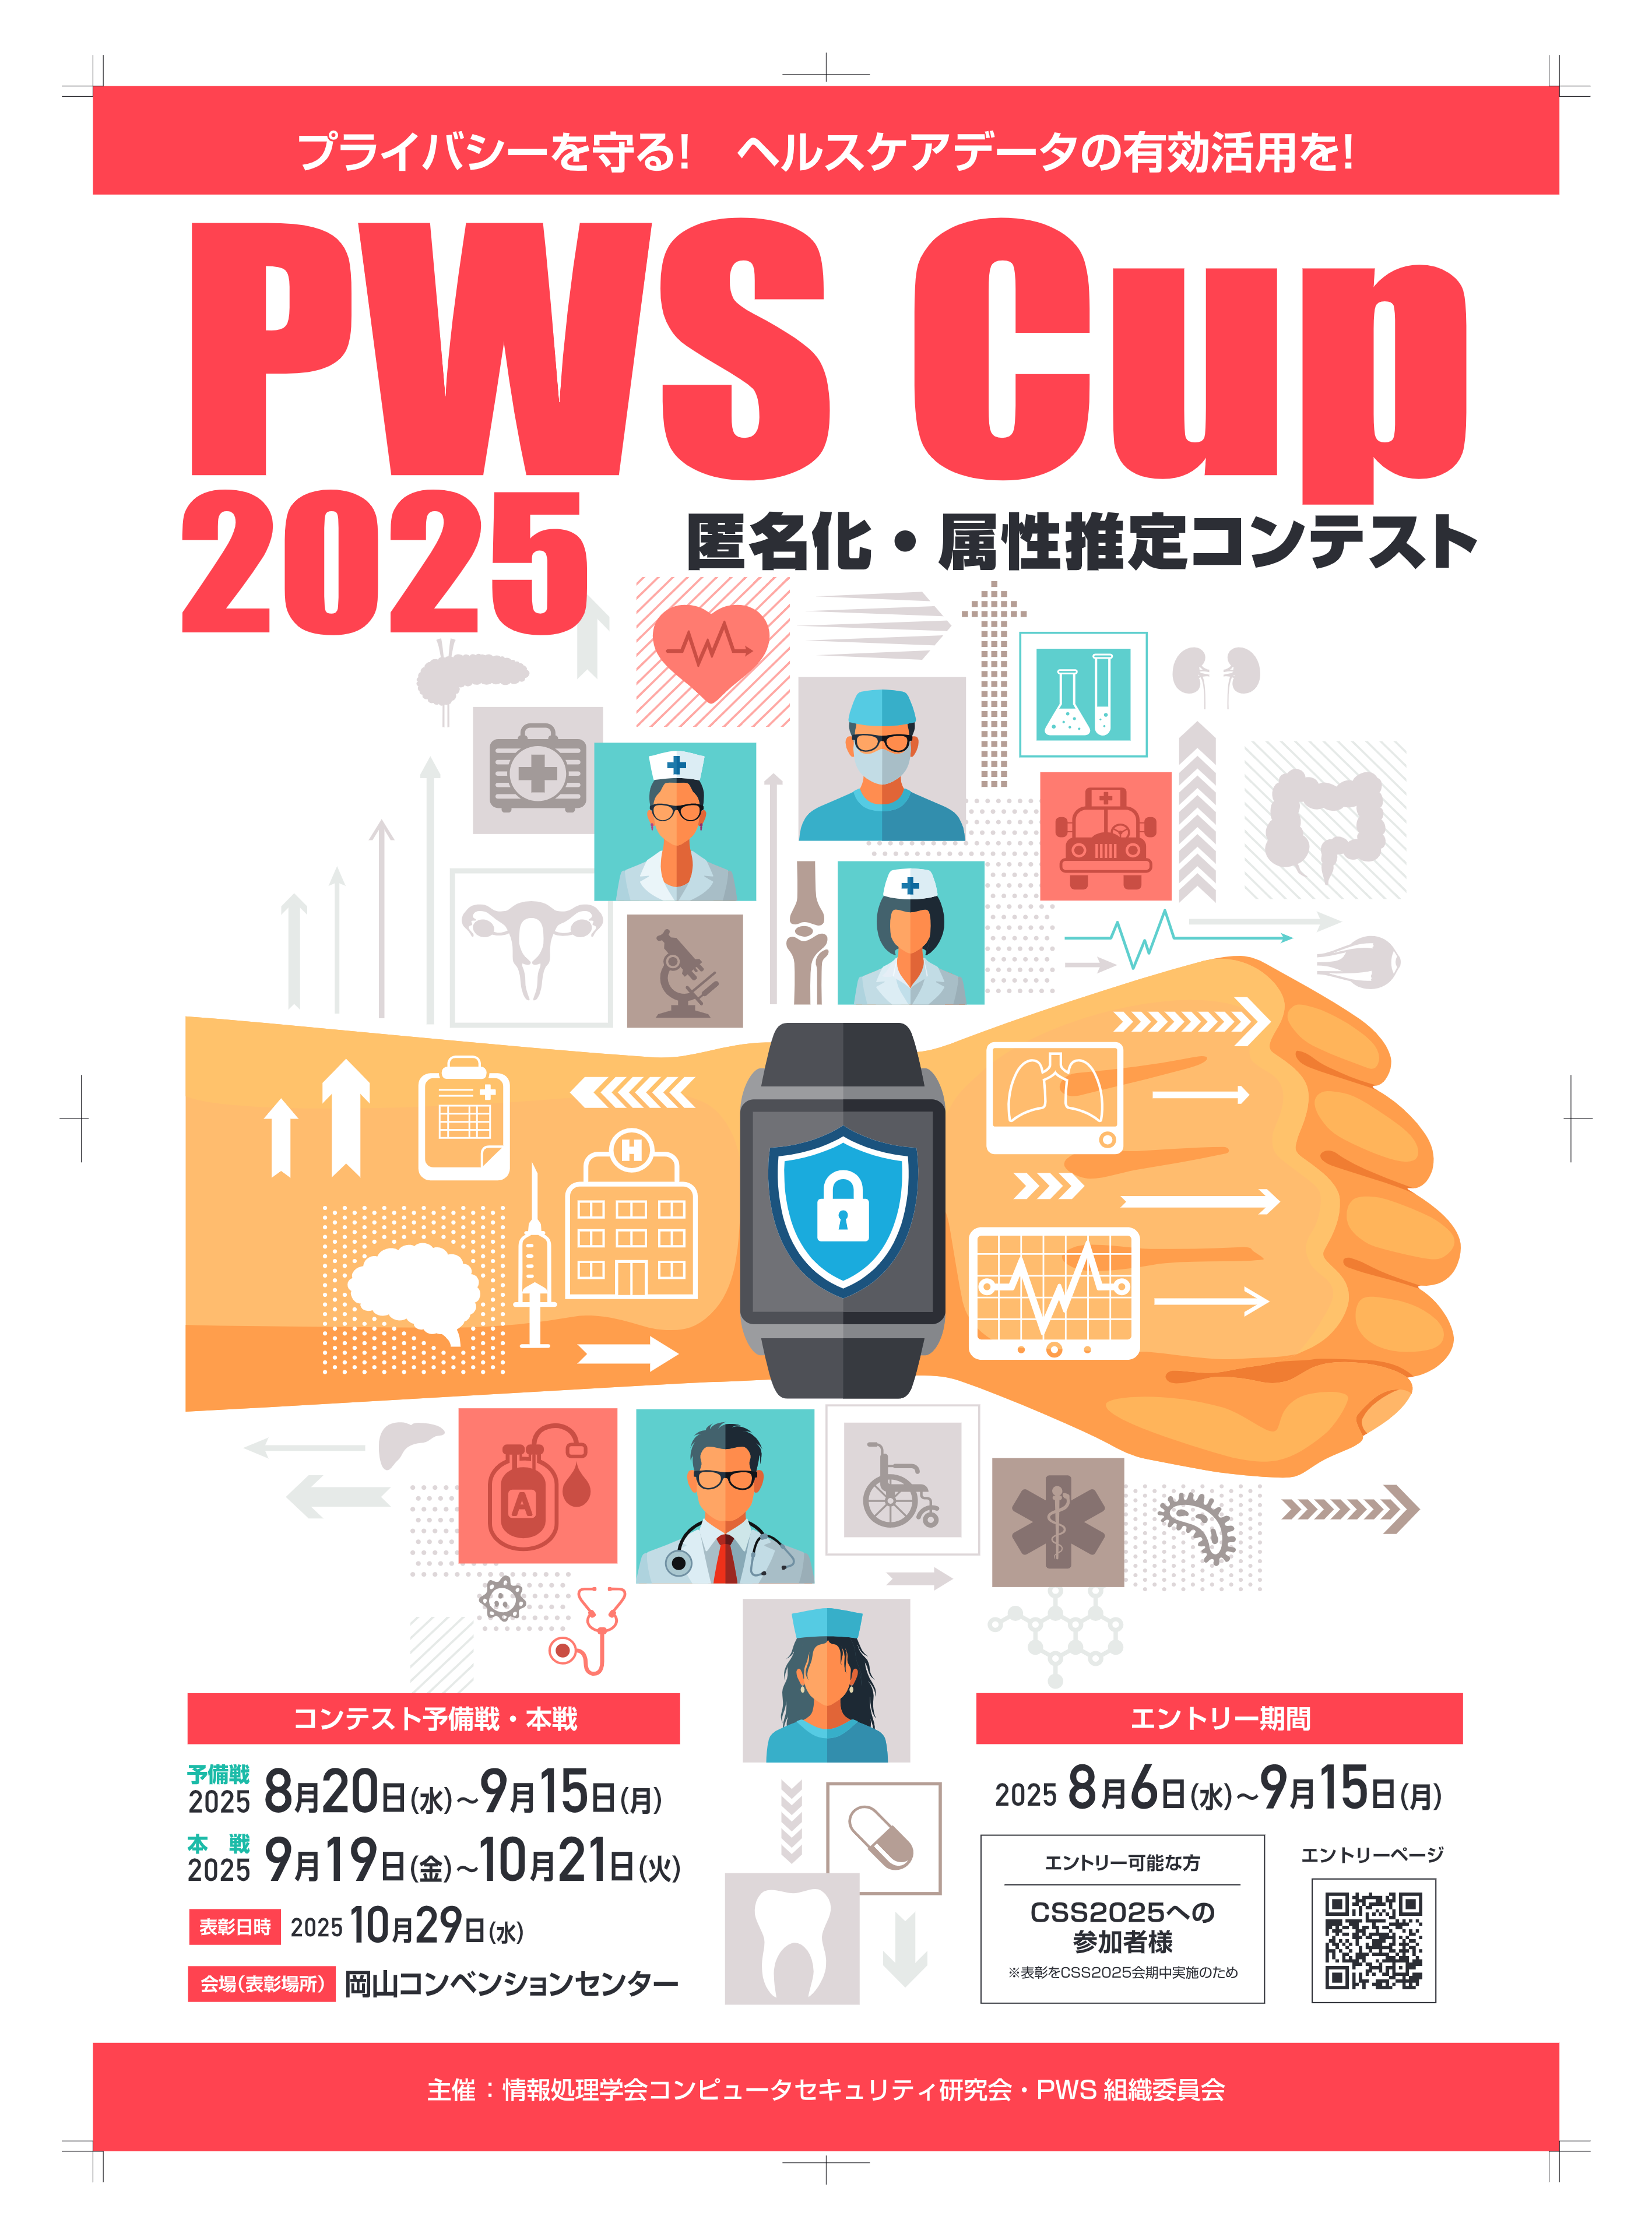 プライバシーを守る！　ヘルスケアデータの有効活用を！
PWS Cup
2025
匿名化・属性推定コンテスト
H
A
コンテスト予備戦・本戦
予備戦
2025 8月20日(水)～9月15日(月)
本　戦
2025 9月19日(金)～10月21日(火)
表彰日時 2025 10月29日(水)
会場(表彰場所) 岡山コンベンションセンター
エントリー期間
2025 8月6日(水)～9月15日(月)
エントリー可能な方
CSS2025への
参加者様
※表彰をCSS2025会期中実施のため
エントリーページ
主催：情報処理学会コンピュータセキュリティ研究会・PWS 組織委員会